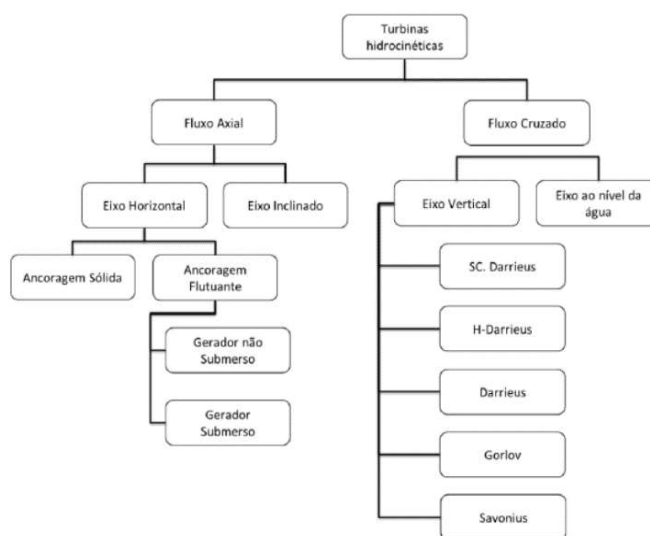 Turbinas
hidrocinéticas
Fluxo Axial
Fluxo Cruzado
Eixo Horizontal
Eixo Inclinado
Eixo Vertical
Eixo ao nível da
água
Ancoragem Sólida
Ancoragem
Flutuante
SC. Darrieus
Gerador não
Submerso
H-Darrieus
Gerador
Submerso
Darrieus
Gorlov
Savonius